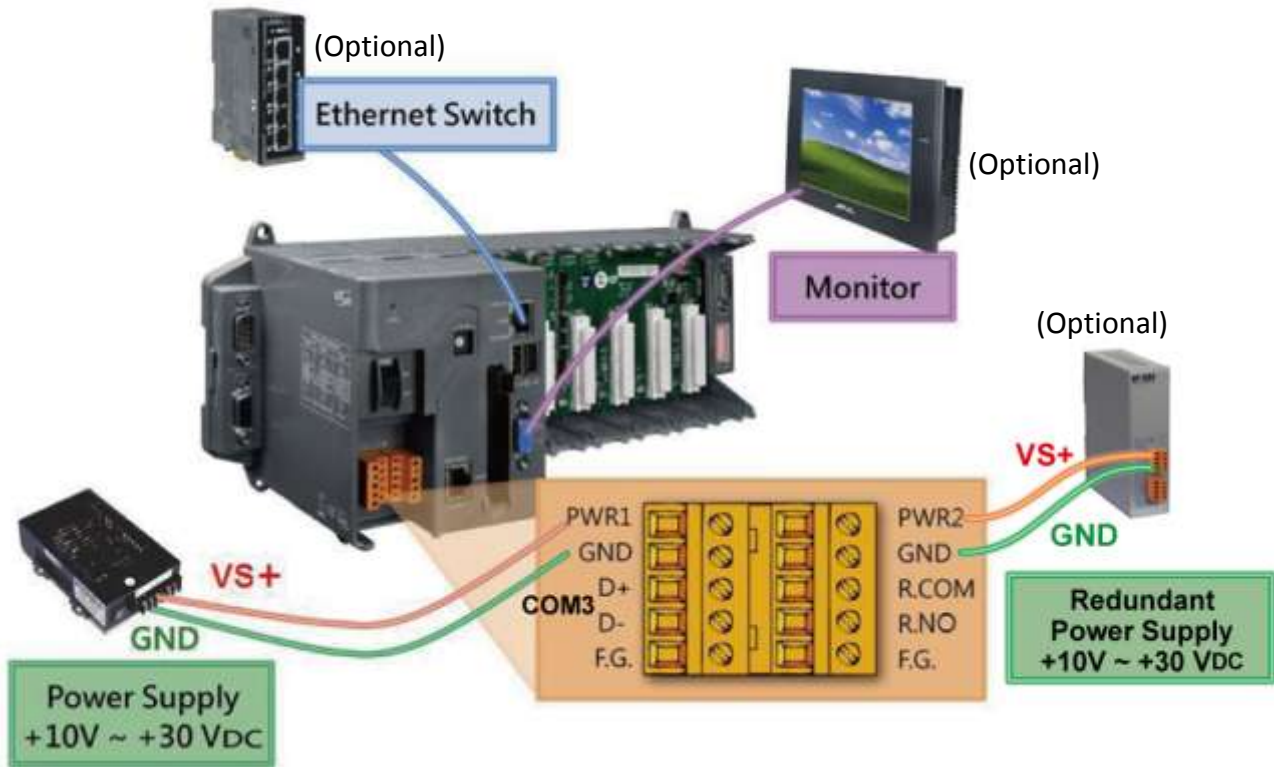 (Optional)
Ethernet Switch
(Optional)
Monitor
(Optional)
VS+
GND
PWR1
GND
D+
COM3
D-
F.G.
PWR2
GND
R.COM
R.NO
F.G.
VS+
GND
Power Supply
+10V ~ +30 VDC
Redundant
Power Supply
+10V ~ +30 VDC